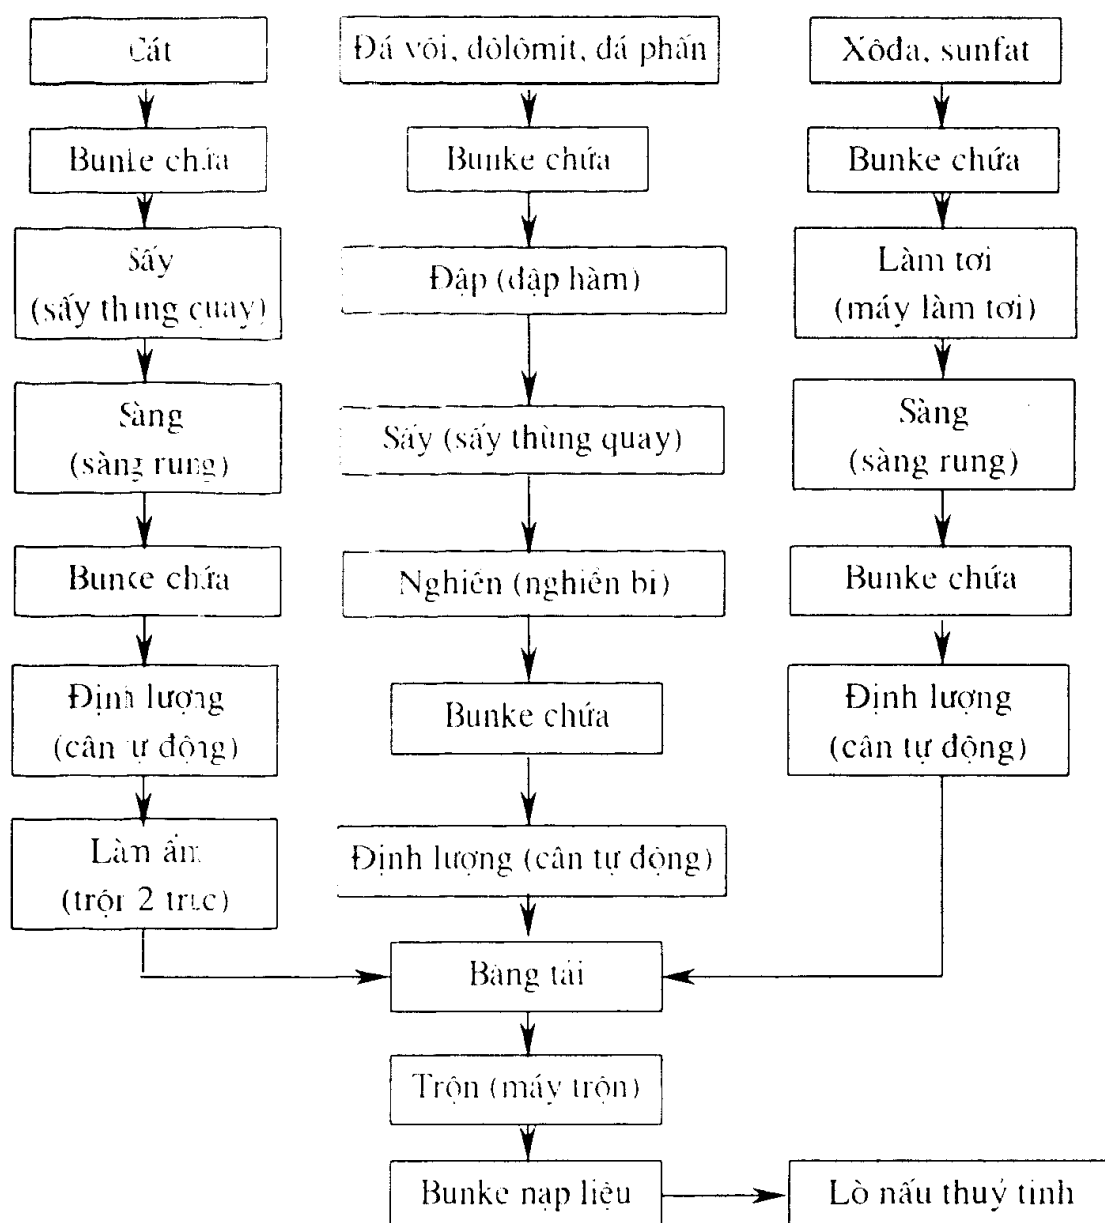 Cát
Bunke chứa
Sấy
(sấy thùng quay)
Sàng
(sàng rung)
Bunke chứa
Định lượng
(cân tự động)
Làm ẩm
(trộn 2 trục)
Đá vôi, đôlômit, đá phấn
Bunke chứa
Đập (đập hàm)
Sấy (sấy thùng quay)
Nghiền (nghiền bi)
Bunke chứa
Định lượng (cân tự động)
Xôđa, sunfat
Bunke chứa
Làm tơi
(máy làm tơi)
Sàng
(sàng rung)
Bunke chứa
Định lượng
(cân tự động)
Băng tải
Trộn (máy trộn)
Bunke nạp liệu
Lò nấu thuỷ tinh